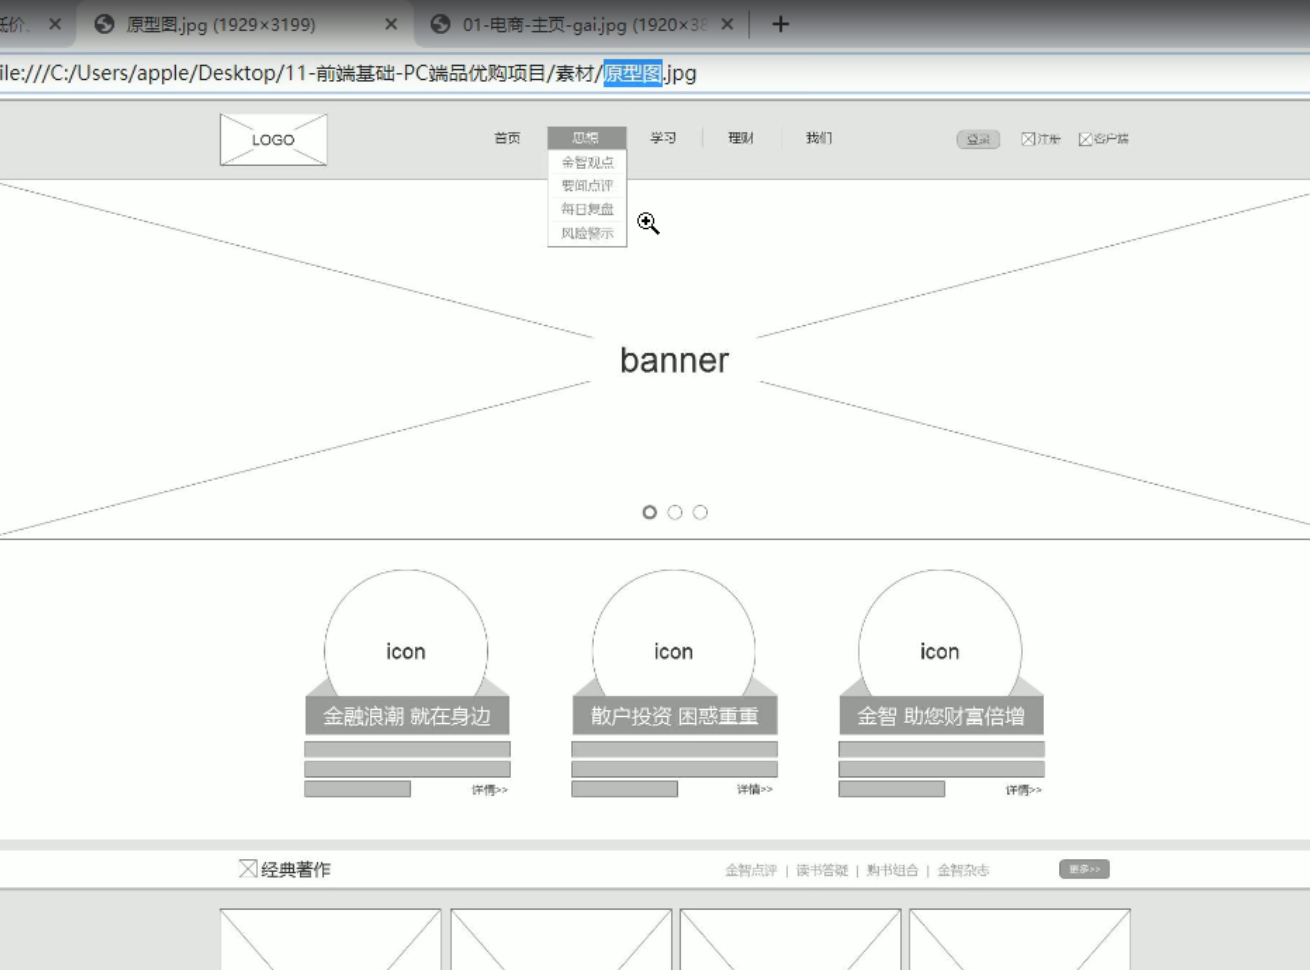 低价、
原型图.jpg (1929×3199)
01-电商-主页-gai.jpg (1920×38
ile:///C:/Users/apple/Desktop/11-前端基础-PC端品优购项目/素材/原型图.jpg
LOGO 首页 思想 学习 理财 我们 登录 注册 客户端
金智观点
要闻点评
每日复盘
风险警示
banner
icon icon icon
金融浪潮 就在身边 散户投资 困惑重重 金智 助您财富倍增
详情>> 详情>> 详情>>
经典著作 金智点评 | 读书答疑 | 购书组合 | 金智杂志 更多>>